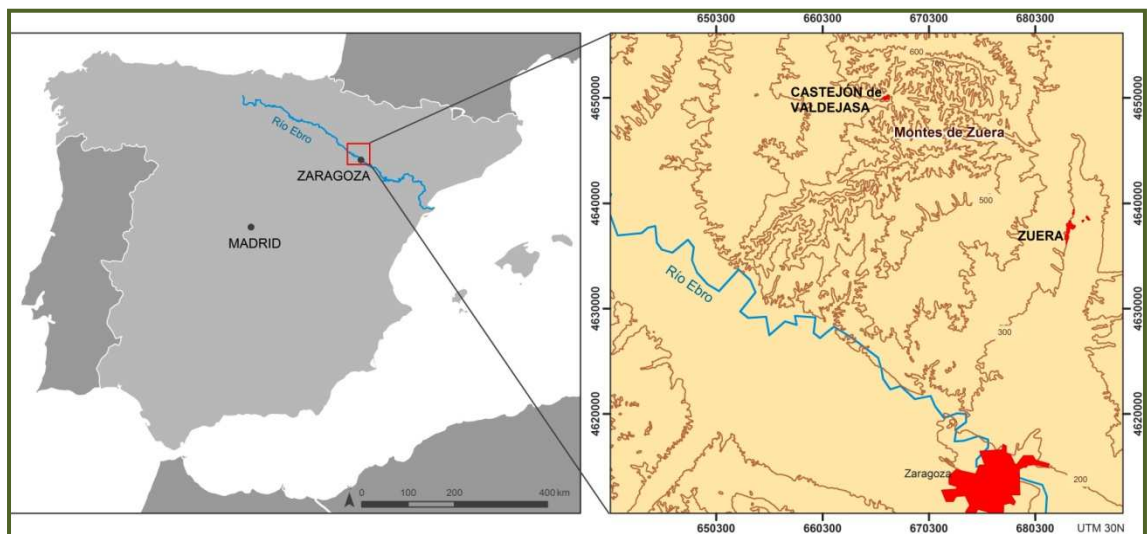 Río Ebro
ZARAGOZA
MADRID
0 100 200 400 km
650300 660300 670300 680300
4650000
4640000
4630000
4620000
600
CASTEJÓN de
VALDEJASA
Montes de Zuera
500
ZUERA
Río Ebro
300
Zaragoza
200
4650000
4640000
4630000
4620000
650300 660300 670300 680300
UTM 30N